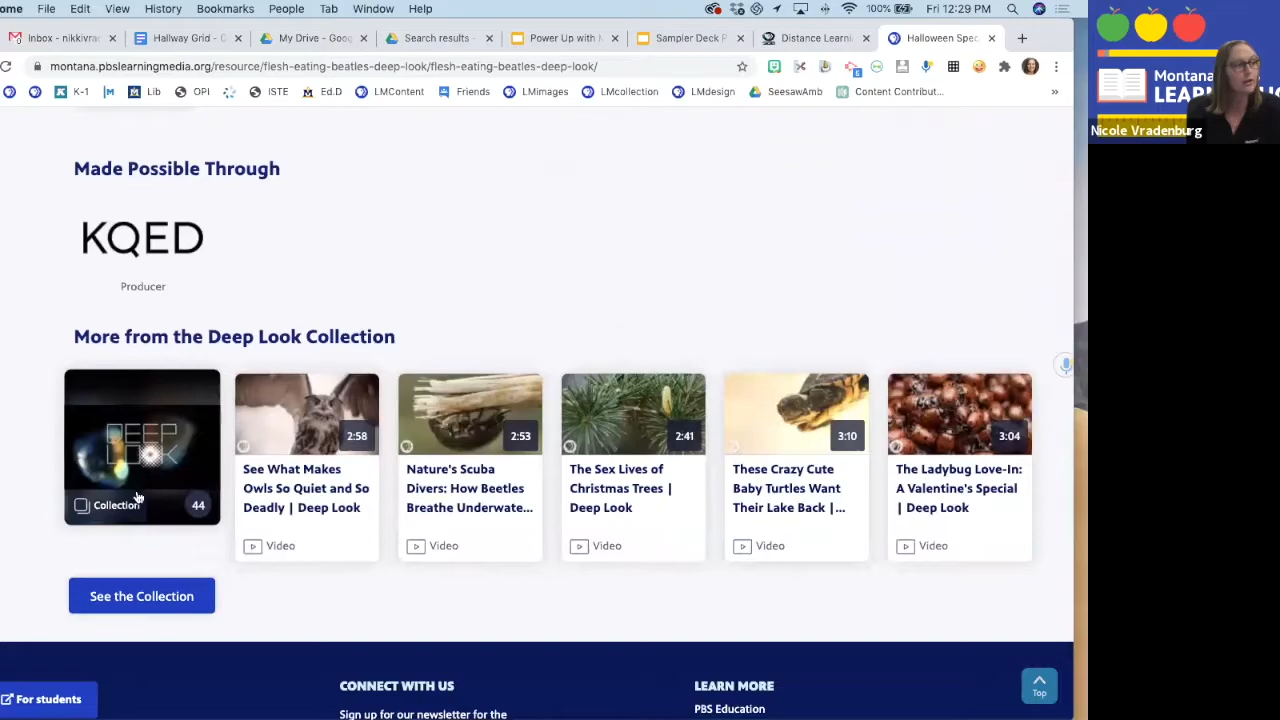 ome File Edit View History Bookmarks People Tab Window Help 100% Fri 12:29 PM
Inbox - nikkivrad Hallway Grid - G My Drive - Goog Search results Power Up with M Sampler Deck R Distance Learni Halloween Spec
montana.pbslearningmedia.org/resource/flesh-eating-beatles-deep-look/flesh-eating-beatles-deep-look/
K-1 Lib OPI ISTE LMComm Friends LMimages LMcollection LMdesign SeesawAmb Content Contribut... »
Montana
LEARN
Nicole Vradenburg
Made Possible Through
KQED
Producer
More from the Deep Look Collection
DEEP
LOOK
Collection 44
2:58
See What Makes
Owls So Quiet and So
Deadly | Deep Look
Video
2:53
Nature's Scuba
Divers: How Beetles
Breathe Underwate...
Video
2:41
The Sex Lives of
Christmas Trees |
Deep Look
Video
3:10
These Crazy Cute
Baby Turtles Want
Their Lake Back |...
Video
3:04
The Ladybug Love-In:
A Valentine's Special
| Deep Look
Video
See the Collection
For students
CONNECT WITH US
Sign up for our newsletter for the
LEARN MORE
PBS Education
Top